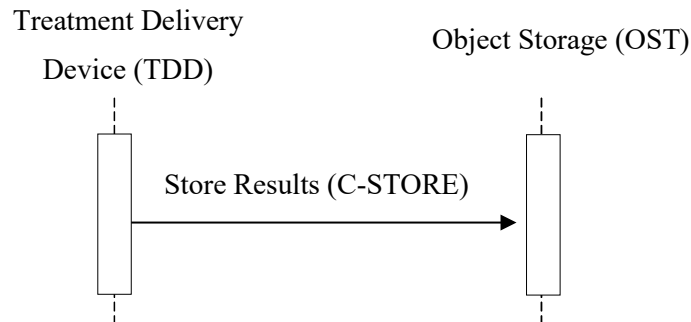 Treatment Delivery
Device (TDD)
Object Storage (OST)
Store Results (C-STORE)